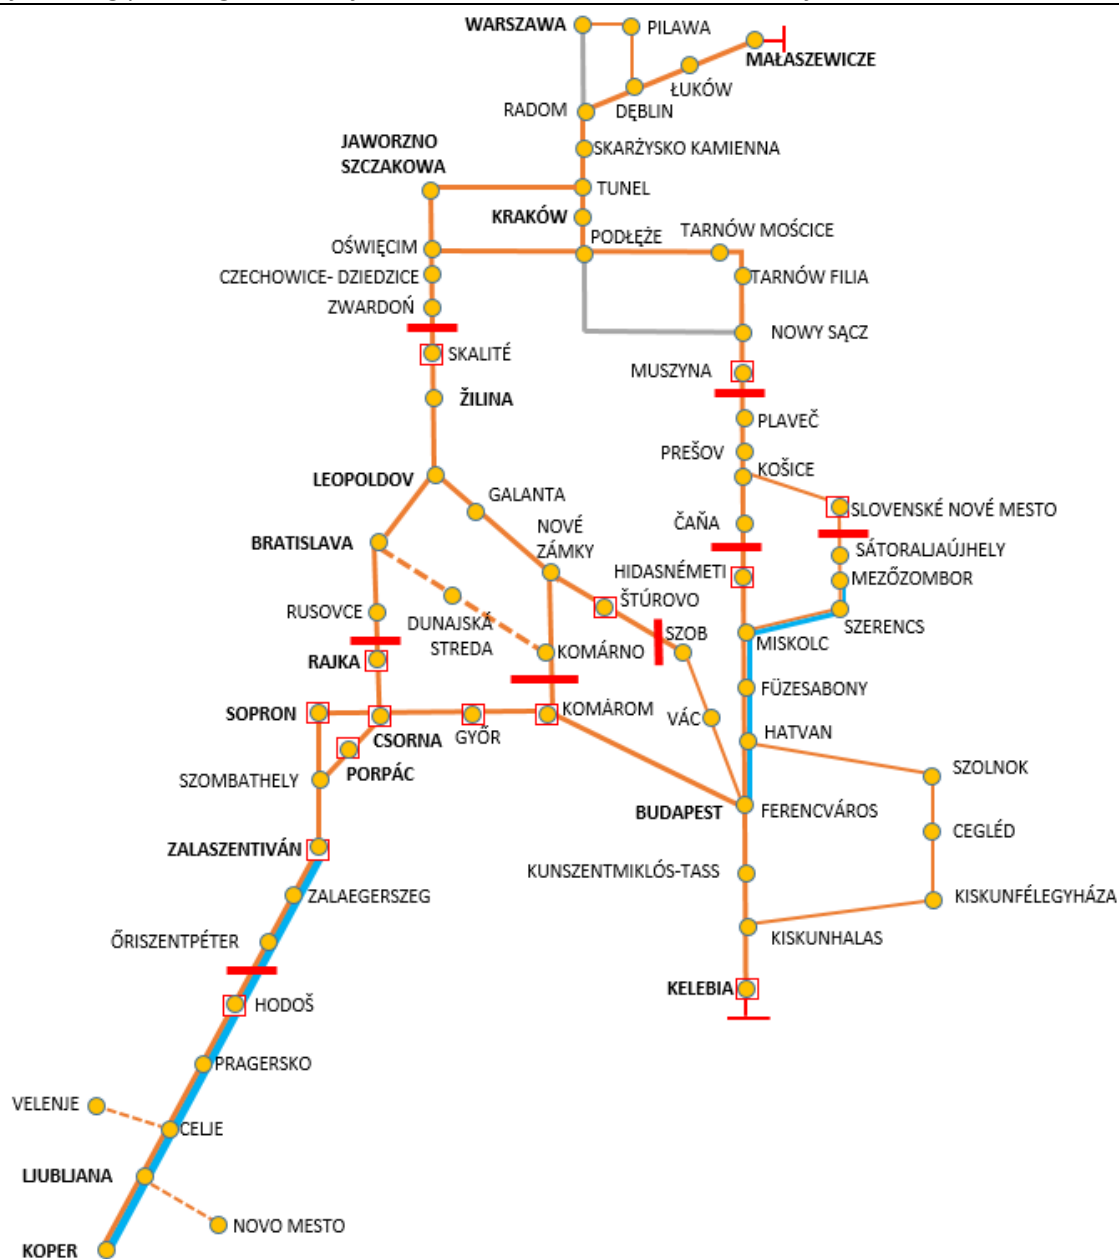 WARSZAWA
PILAWA
MAŁASZEWICZE
ŁUKÓW
DĘBLIN
RADOM
SKARŻYSKO KAMIENNA
JAWORZNO
SZCZAKOWA
TUNEL
KRAKÓW
PODŁĘŻE
TARNÓW MOŚCICE
OŚWIĘCIM
CZECHOWICE- DZIEDZICE
TARNÓW FILIA
ZWARDOŃ
NOWY SĄCZ
SKALITÉ
MUSZYNA
ŽILINA
PLAVEČ
PREŠOV
KOŠICE
LEOPOLDOV
GALANTA
SLOVENSKÉ NOVÉ MESTO
ČAŇA
NOVÉ
ZÁMKY
BRATISLAVA
SÁTORALJAÚJHELY
HIDASNÉMETI
MEZŐZOMBOR
ŠTÚROVO
RUSOVCE
DUNAJSKÁ
STREDA
SZERENCS
SZOB
MISKOLC
KOMÁRNO
RAJKA
FÜZESABONY
SOPRON
KOMÁROM
VÁC
CSORNA
GYŐR
HATVAN
PORPÁC
SZOMBATHELY
SZOLNOK
BUDAPEST
FERENCVÁROS
CEGLÉD
ZALASZENTIVÁN
KUNSZENTMIKLÓS-TASS
ZALAEGERSZEG
KISKUNFÉLEGYHÁZA
ŐRISZENTPÉTER
KISKUNHALAS
KELEBIA
HODOŠ
PRAGERSKO
VELENJE
CELJE
LJUBLJANA
NOVO MESTO
KOPER